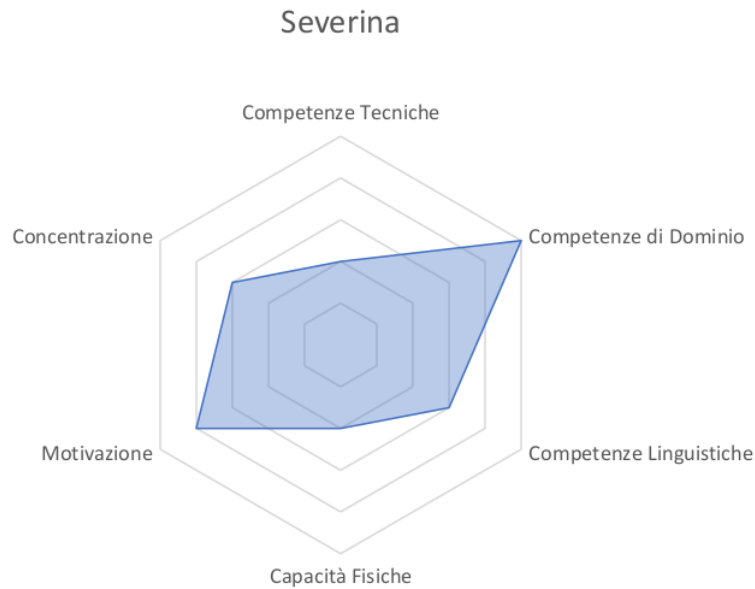 Severina
Competenze Tecniche
Concentrazione
Competenze di Dominio
Motivazione
Competenze Linguistiche
Capacità Fisiche